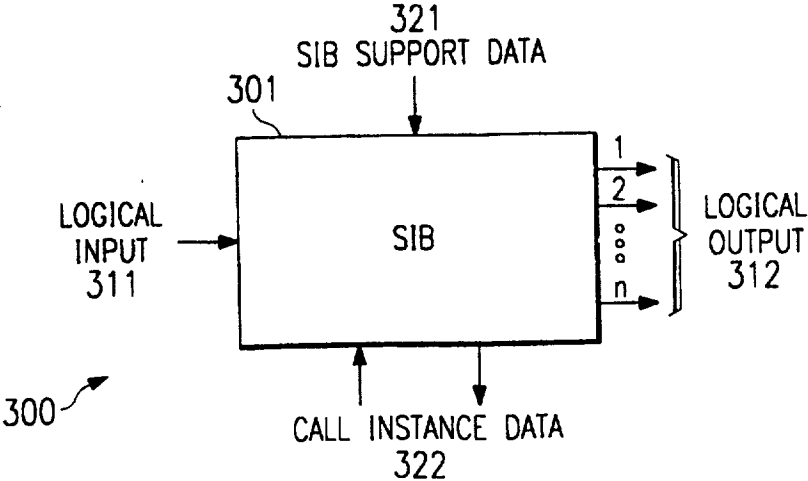 321
SIB SUPPORT DATA
301
1
2
n
LOGICAL
INPUT
311
SIB
LOGICAL
OUTPUT
312
300
CALL INSTANCE DATA
322